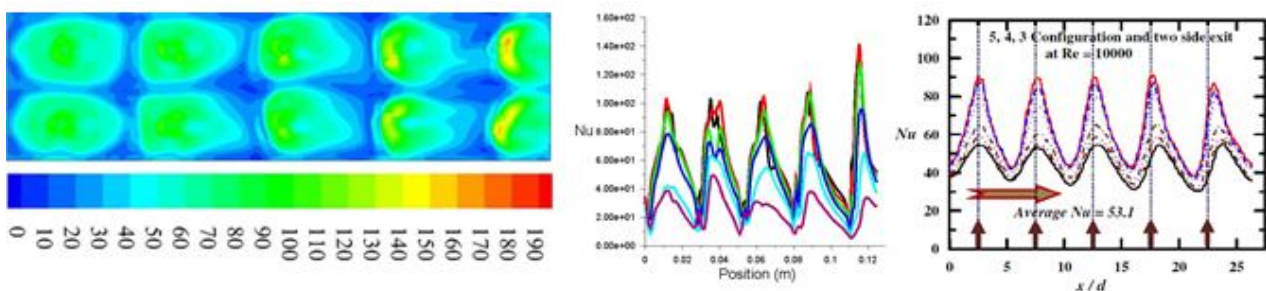 0 10 20 30 40 50 60 70 80 90 100 110 120 130 140 150 160 170 180 190
1.60e+02
1.40e+02
1.20e+02
1.00e+02
Nu
8.00e+01
6.00e+01
4.00e+01
2.00e+01
0.00e+00
0 0.02 0.04 0.06 0.08 0.1 0.12
Position (m)
120
5, 4, 3 Configuration and two side exit
at Re = 10000
100
80
Nu
60
40
20
Average Nu = 53.1
0
0 5 10 15 20 25
x / d